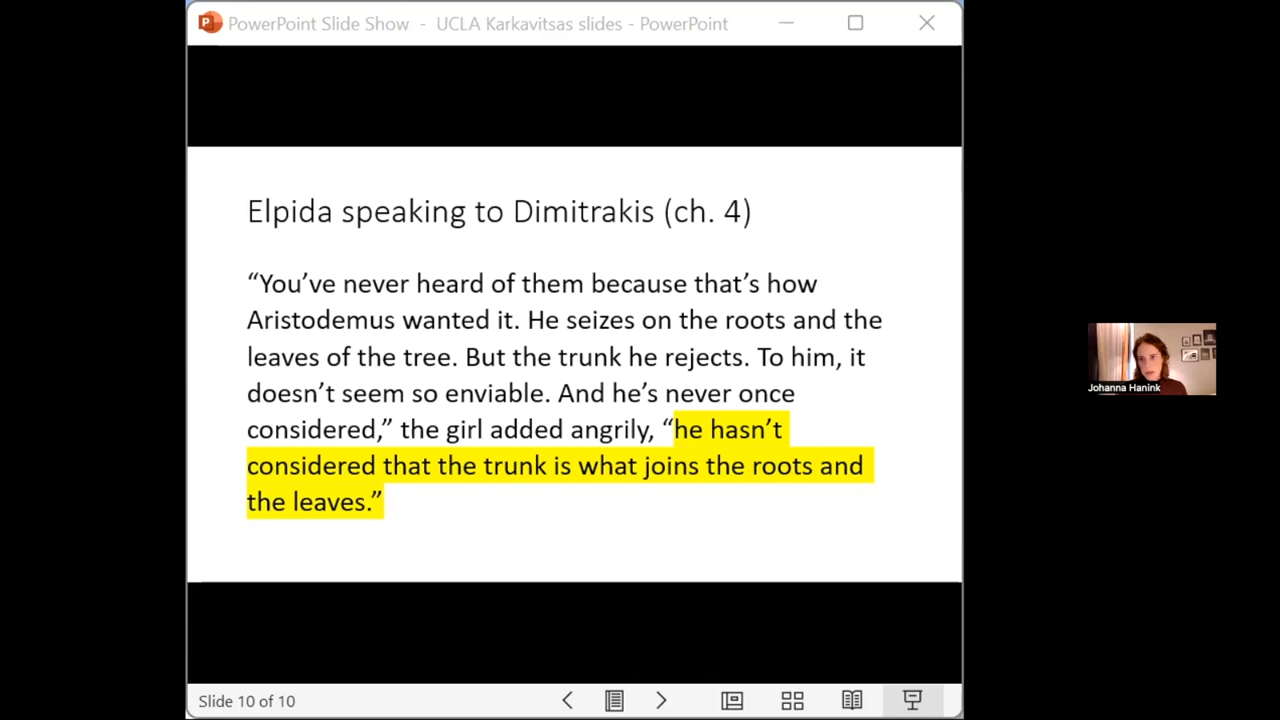 PowerPoint Slide Show - UCLA Karkavitsas slides - PowerPoint
Elpida speaking to Dimitrakis (ch. 4)
“You’ve never heard of them because that’s how
Aristodemus wanted it. He seizes on the roots and the
leaves of the tree. But the trunk he rejects. To him, it
doesn’t seem so enviable. And he’s never once
considered,” the girl added angrily, “he hasn’t
considered that the trunk is what joins the roots and
the leaves.”
Johanna Hanink
Slide 10 of 10